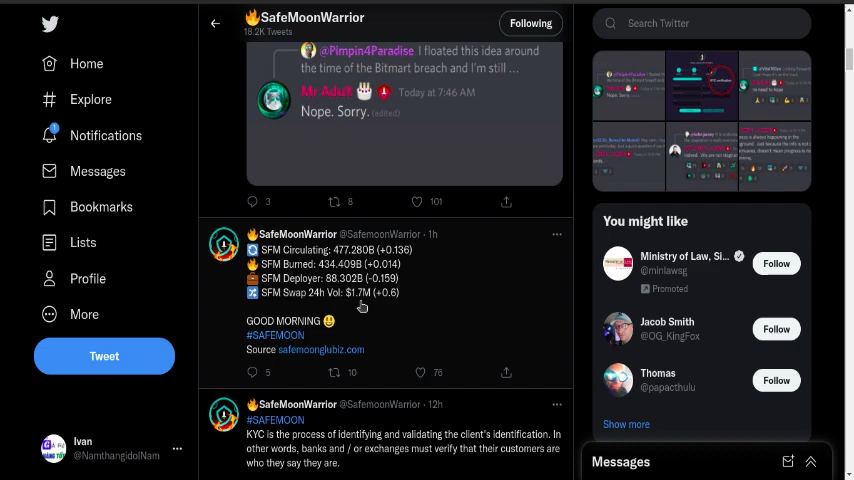 Home
Explore
Notifications
Messages
Bookmarks
Lists
Profile
More
Tweet
Ivan
@NamthangidolNam
SafeMoonWarrior
18.2K Tweets
Following
@Pimpin4Paradise I floated this idea around
the time of the Bitmart breach and I'm still ...
Mr Adult Today at 7:46 AM
Nope. Sorry. (edited)
3 8 101
SafeMoonWarrior @SafemoonWarrior · 1h
SFM Circulating: 477.280B (+0.136)
SFM Burned: 434.409B (+0.014)
SFM Deployer: 88.302B (-0.159)
SFM Swap 24h Vol: $1.7M (+0.6)
GOOD MORNING
#SAFEMOON
Source safemoonglubiz.com
5 10 76
SafeMoonWarrior @SafemoonWarrior · 12h
#SAFEMOON
KYC is the process of identifying and validating the client's identification. In
other words, banks and / or exchanges must verify that their customers are
who they say they are.
Search Twitter
You might like
Ministry of Law, Si...
@minlawsg
Follow
Promoted
Jacob Smith
@OG_KingFox
Follow
Thomas
@papacthulu
Follow
Show more
Messages